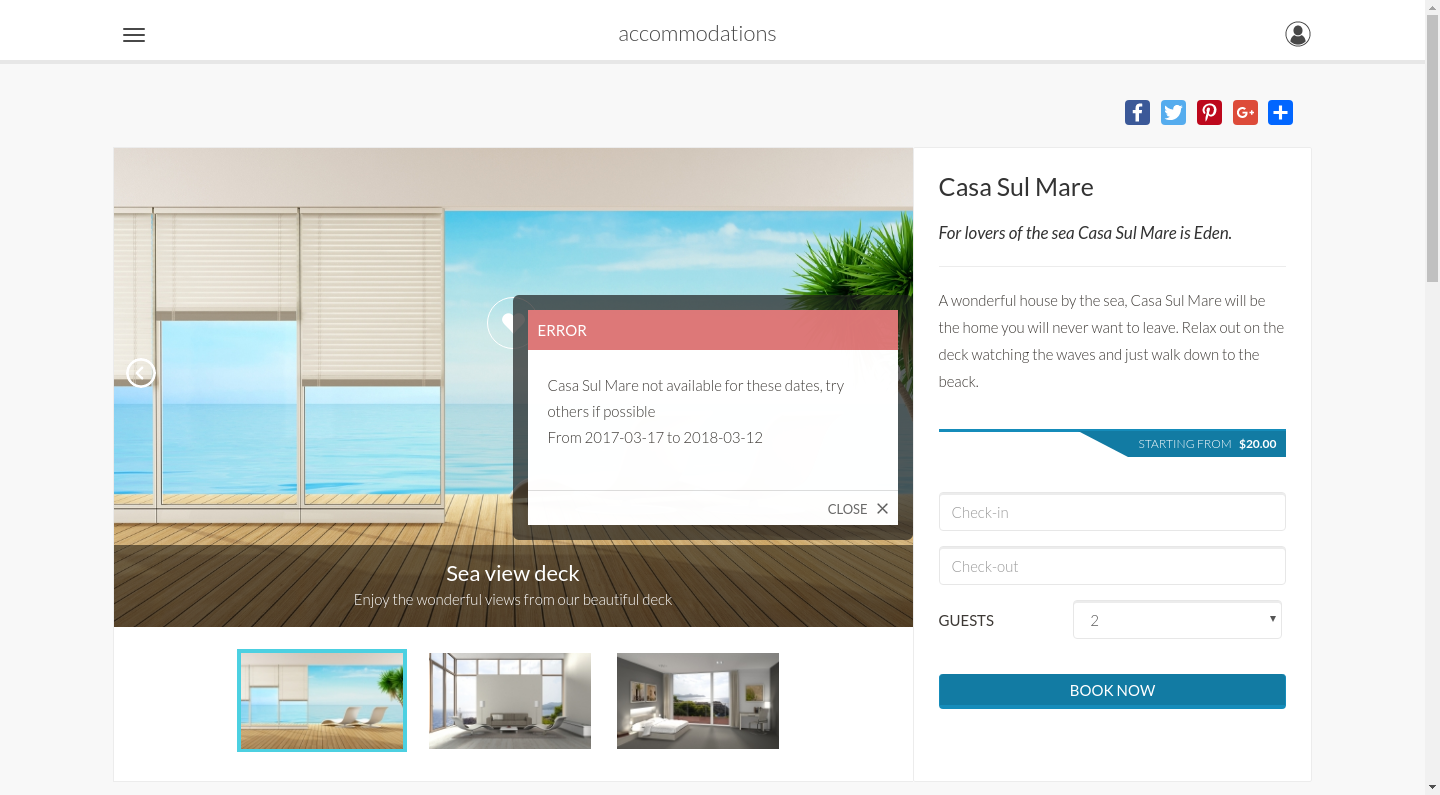 accommodations
Casa Sul Mare
For lovers of the sea Casa Sul Mare is Eden.
A wonderful house by the sea, Casa Sul Mare will be
the home you will never want to leave. Relax out on the
deck watching the waves and just walk down to the
beack.
STARTING FROM $20.00
Check-in
Check-out
GUESTS 2
BOOK NOW
ERROR
Casa Sul Mare not available for these dates, try
others if possible
From 2017-03-17 to 2018-03-12
CLOSE
Sea view deck
Enjoy the wonderful views from our beautiful deck